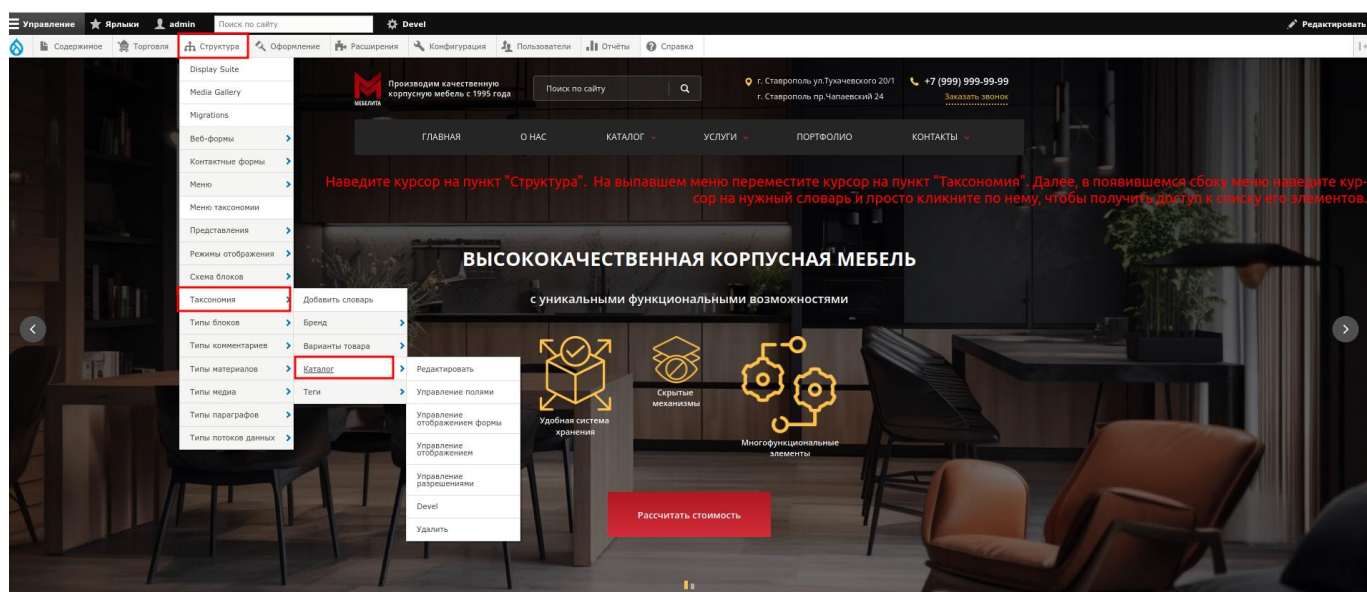 Управление Ярлыки admin Поиск по сайту Devel Редактировать
Содержимое Торговля Структура Оформление Расширения Конфигурация Пользователи Отчёты Справка
Display Suite
Media Gallery
Migrations
Веб-формы
Контактные формы
Меню
Меню таксономии
Представления
Режимы отображения
Схема блоков
Таксономия
Типы блоков
Типы комментариев
Типы материалов
Типы медиа
Типы параграфов
Типы потоков данных
Добавить словарь
Бренд
Варианты товара
Каталог
Теги
Редактировать
Управление полями
Управление
отображением формы
Управление
отображением
Управление
разрешениями
Devel
Удалить
МЕБЕЛИТА
Производим качественную
корпусную мебель с 1995 года
Поиск по сайту
г. Ставрополь ул.Тухачевского 20/1
г. Ставрополь пр.Чапаевский 24
+7 (999) 999-99-99
Заказать звонок
ГЛАВНАЯ О НАС КАТАЛОГ УСЛУГИ ПОРТФОЛИО КОНТАКТЫ
Наведите курсор на пункт "Структура". На выпавшем меню переместите курсор на пункт "Таксономия". Далее, в появившемся сбоку меню наведите кур-
сор на нужный словарь и просто кликните по нему, чтобы получить доступ к списку его элементов.
ВЫСОКОКАЧЕСТВЕННАЯ КОРПУСНАЯ МЕБЕЛЬ
с уникальными функциональными возможностями
Удобная система
хранения
Скрытые
механизмы
Многофункциональные
элементы
Рассчитать стоимость